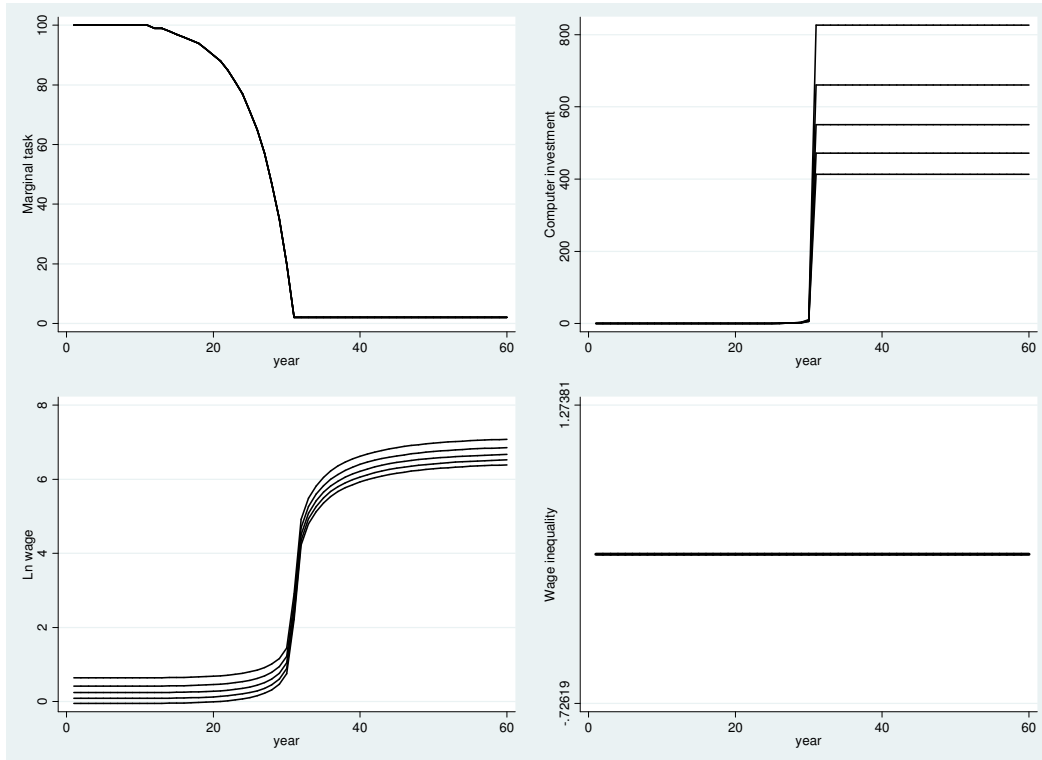 Marginal task
100
80
60
40
20
0
0 20 40 60
year
Computer investment
800
600
400
200
0
0 20 40 60
year
Ln wage
8
6
4
2
0
0 20 40 60
year
Wage inequality
1.27381
-.72619
0 20 40 60
year